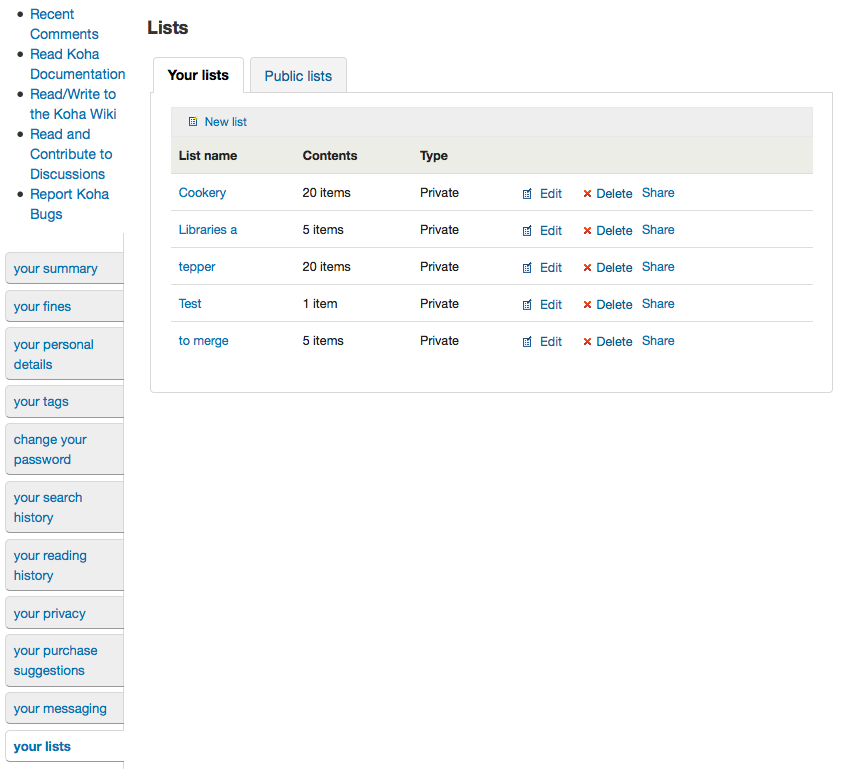 Recent
Comments
Read Koha
Documentation
Read/Write to
the Koha Wiki
Read and
Contribute to
Discussions
Report Koha
Bugs
your summary
your fines
your personal
details
your tags
change your
password
your search
history
your reading
history
your privacy
your purchase
suggestions
your messaging
your lists
Lists
Your lists Public lists
New list
List name Contents Type
Cookery 20 items Private Edit Delete Share
Libraries a 5 items Private Edit Delete Share
tepper 20 items Private Edit Delete Share
Test 1 item Private Edit Delete Share
to merge 5 items Private Edit Delete Share